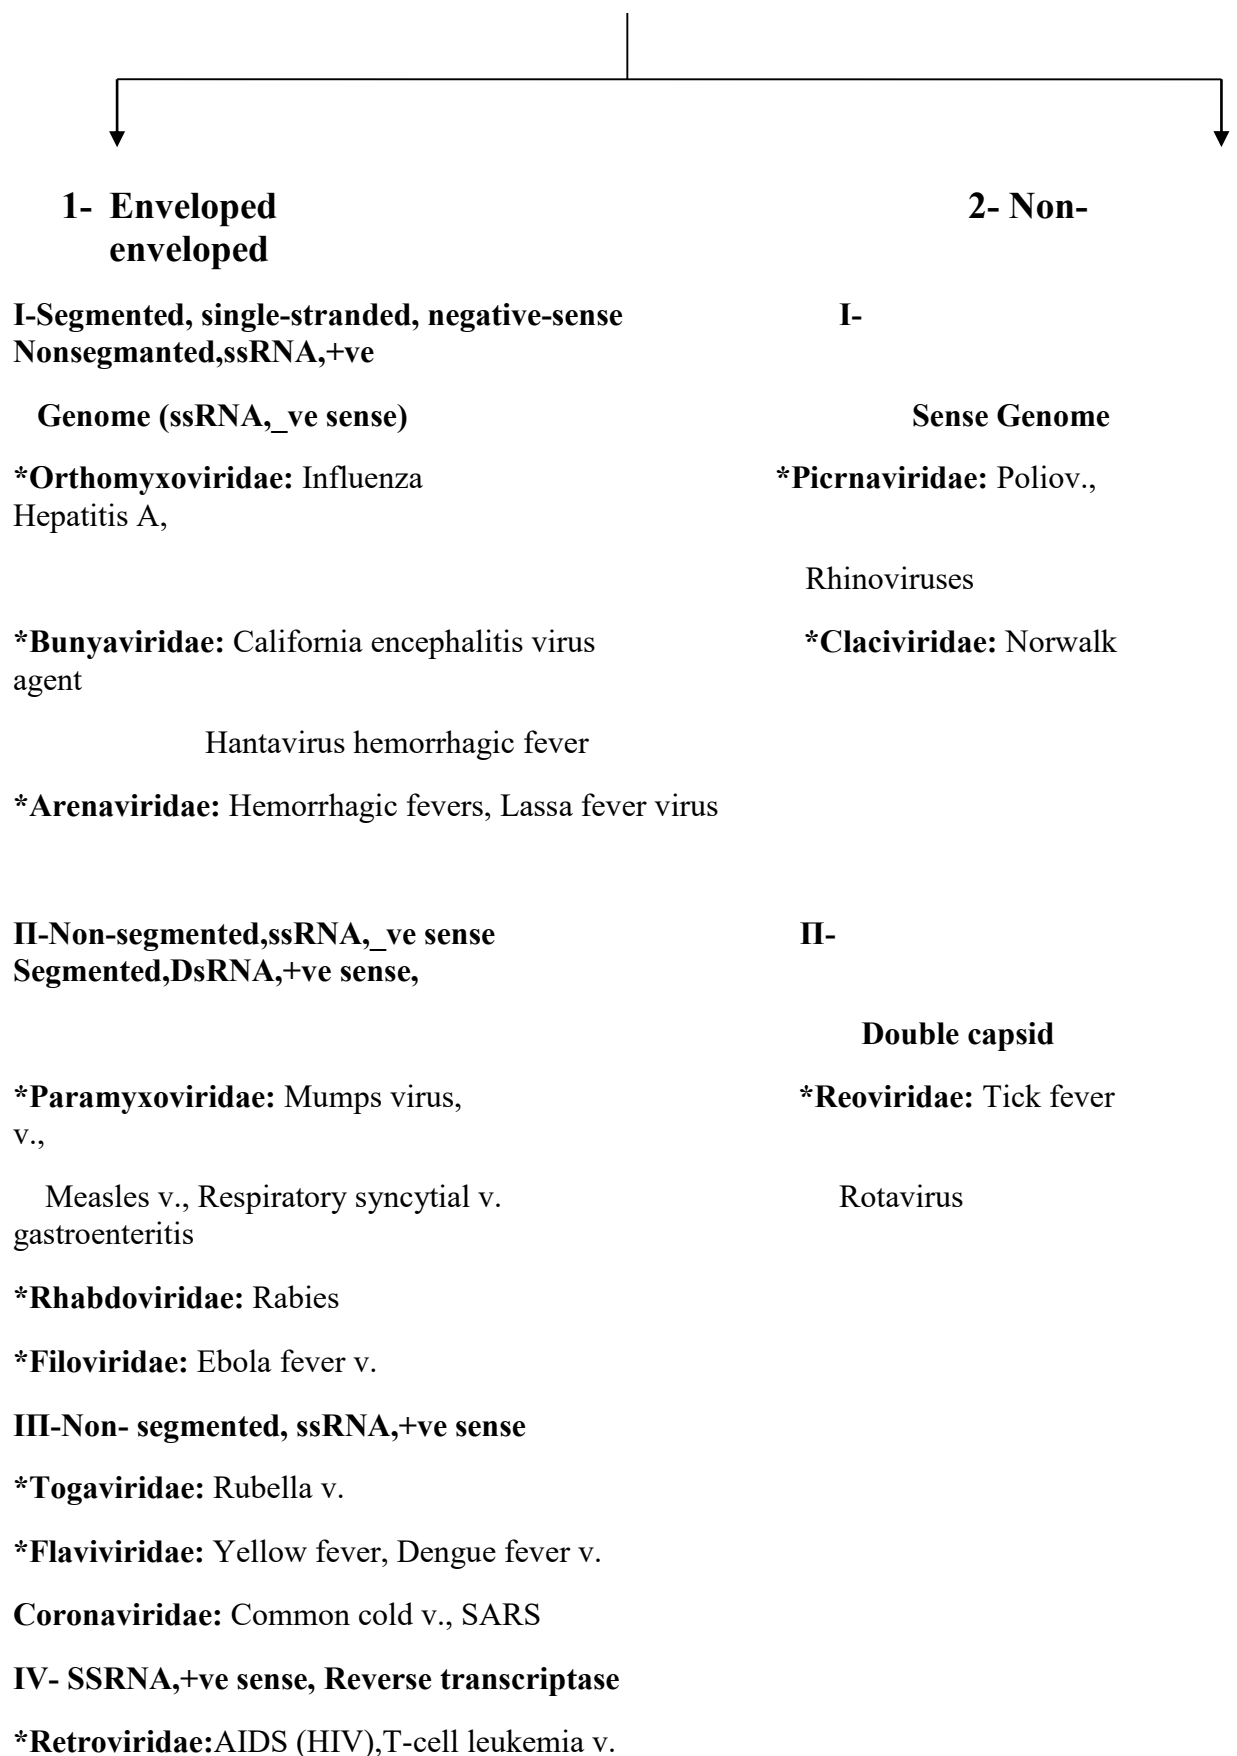 1- Enveloped 2- Non-
enveloped
I-Segmented, single-stranded, negative-sense I-
Nonsegmanted,ssRNA,+ve
Genome (ssRNA,_ve sense) Sense Genome
*Orthomyxoviridae: Influenza *Picrnaviridae: Poliov.,
Hepatitis A,
Rhinoviruses
*Bunyaviridae: California encephalitis virus *Claciviridae: Norwalk
agent
Hantavirus hemorrhagic fever
*Arenaviridae: Hemorrhagic fevers, Lassa fever virus
II-Non-segmented,ssRNA,_ve sense II-
Segmented,DsRNA,+ve sense,
Double capsid
*Paramyxoviridae: Mumps virus, *Reoviridae: Tick fever
v.,
Measles v., Respiratory syncytial v. Rotavirus
gastroenteritis
*Rhabdoviridae: Rabies
*Filoviridae: Ebola fever v.
III-Non- segmented, ssRNA,+ve sense
*Togaviridae: Rubella v.
*Flaviviridae: Yellow fever, Dengue fever v.
Coronaviridae: Common cold v., SARS
IV- SSRNA,+ve sense, Reverse transcriptase
*Retroviridae:AIDS (HIV),T-cell leukemia v.